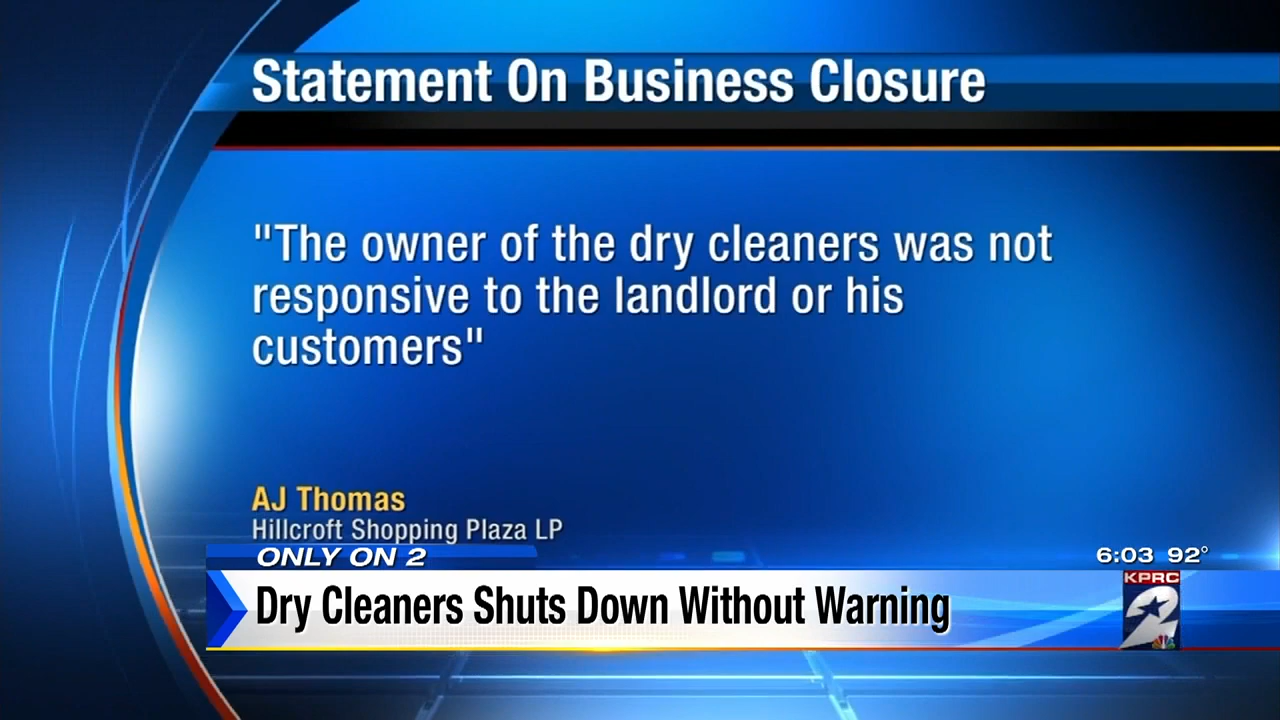 Statement On Business Closure
"The owner of the dry cleaners was not
responsive to the landlord or his
customers"
AJ Thomas
Hillcroft Shopping Plaza LP
ONLY ON 2
6:03 92°
Dry Cleaners Shuts Down Without Warning
KPRC
2